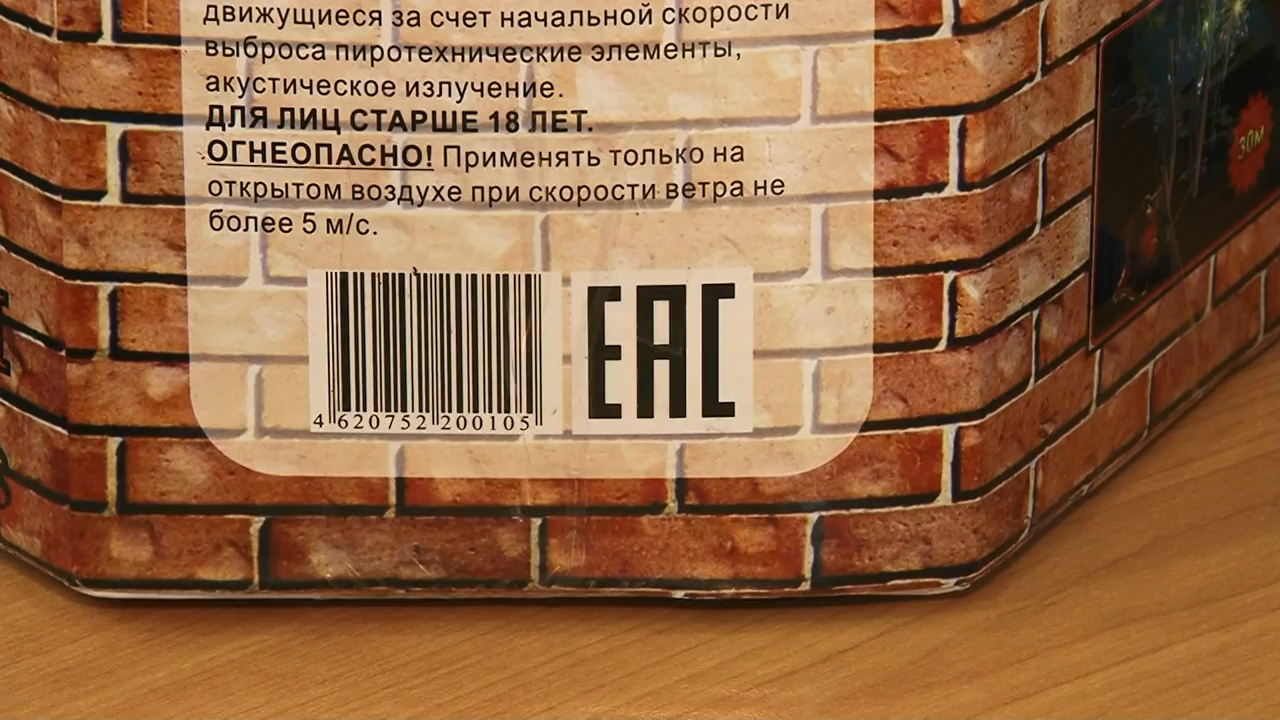 движущиеся за счет начальной скорости
выброса пиротехнические элементы,
акустическое излучение.
ДЛЯ ЛИЦ СТАРШЕ 18 ЛЕТ.
ОГНЕОПАСНО! Применять только на
открытом воздухе при скорости ветра не
более 5 м/с.
4 620752 200105
ЕАС
30м